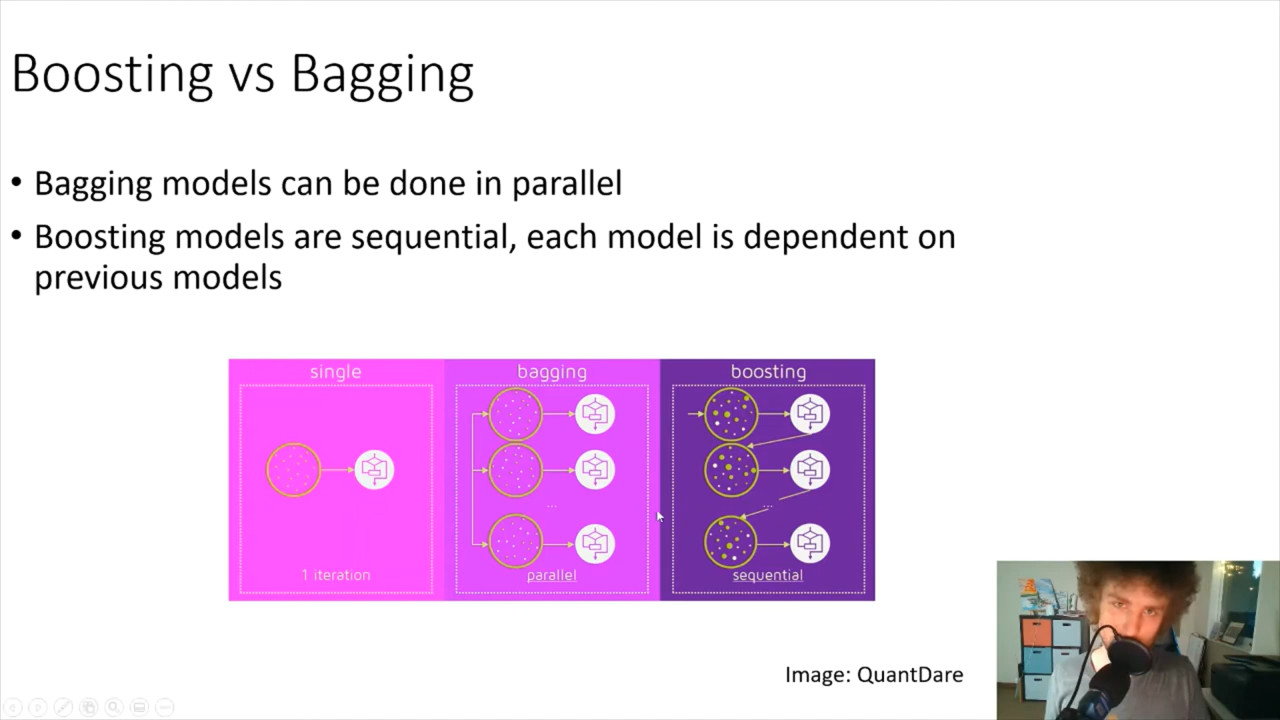 Boosting vs Bagging
• Bagging models can be done in parallel
• Boosting models are sequential, each model is dependent on
previous models
single
bagging
boosting
...
...
1 iteration
parallel
sequential
Image: QuantDare